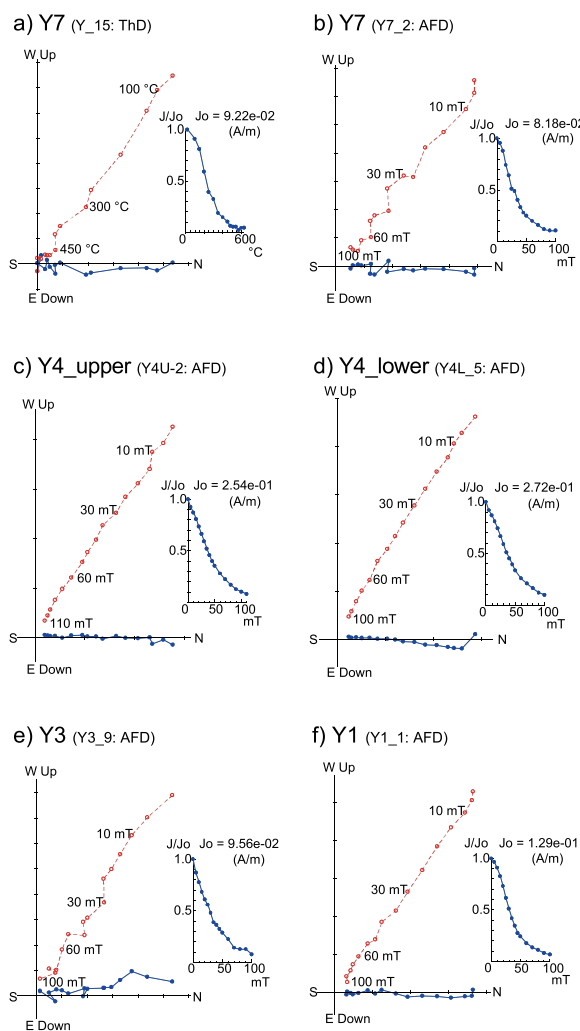 a) Y7 (Y_15: ThD)
W Up
100 °C
J/Jo Jo = 9.22e-02
(A/m)
1.0
0.5
300 °C
450 °C
0 600
°C
S N
E Down
b) Y7 (Y7_2: AFD)
W Up
10 mT
J/Jo Jo = 8.18e-02
(A/m)
1.0
0.5
30 mT
60 mT
100 mT
0 100
mT
S N
E Down
c) Y4_upper (Y4U-2: AFD)
W Up
10 mT
J/Jo Jo = 2.54e-01
(A/m)
1.0
0.5
30 mT
60 mT
110 mT
0 100
mT
S N
E Down
d) Y4_lower (Y4L_5: AFD)
W Up
10 mT
J/Jo Jo = 2.72e-01
(A/m)
1.0
0.5
30 mT
60 mT
100 mT
0 100
mT
S N
E Down
e) Y3 (Y3_9: AFD)
W Up
10 mT
J/Jo Jo = 9.56e-02
(A/m)
1.0
0.5
30 mT
60 mT
100 mT
0 100
mT
S N
E Down
f) Y1 (Y1_1: AFD)
W Up
10 mT
J/Jo Jo = 1.29e-01
(A/m)
1.0
0.5
30 mT
60 mT
100 mT
0 100
mT
S N
E Down